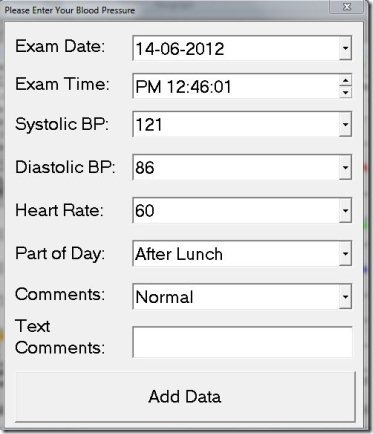 Please Enter Your Blood Pressure
Exam Date: 14-06-2012
Exam Time: PM 12:46:01
Systolic BP: 121
Diastolic BP: 86
Heart Rate: 60
Part of Day: After Lunch
Comments: Normal
Text
Comments:
Add Data